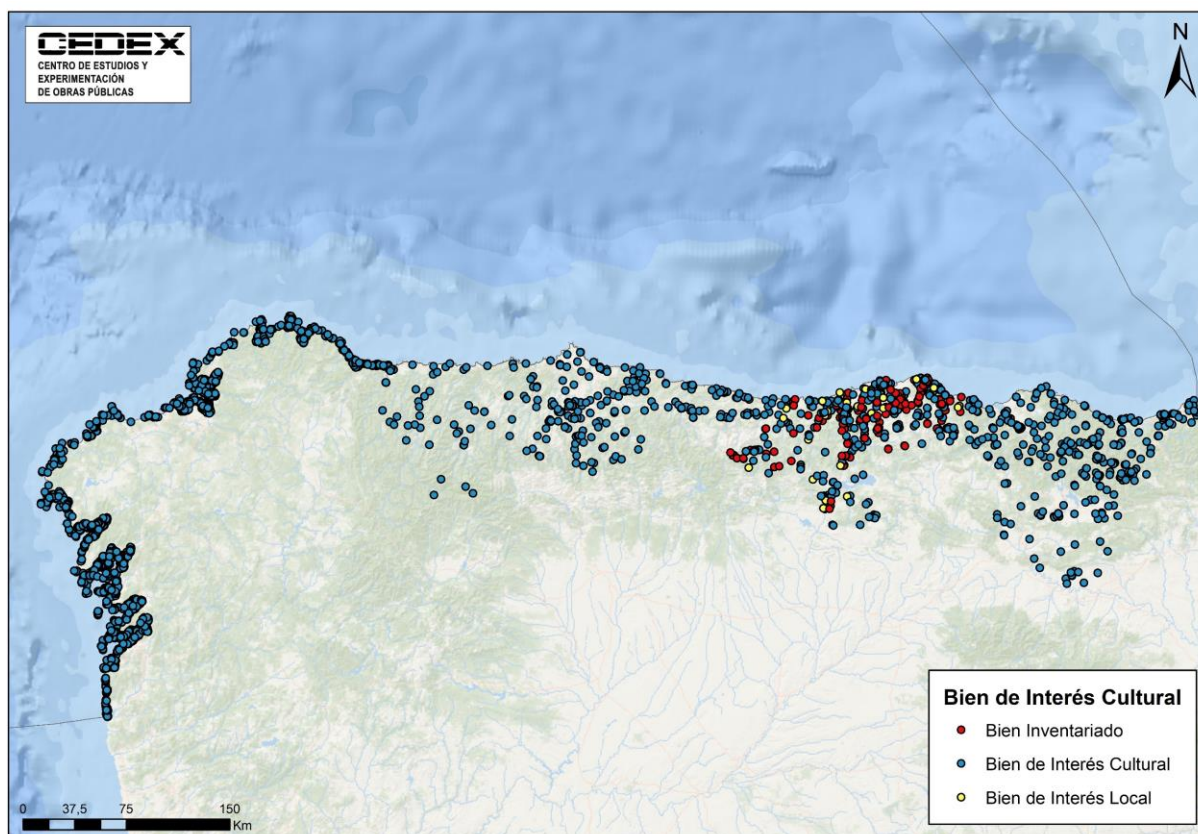 CEDEX
CENTRO DE ESTUDIOS Y
EXPERIMENTACIÓN
DE OBRAS PÚBLICAS
N
Bien de Interés Cultural
Bien Inventariado
Bien de Interés Cultural
Bien de Interés Local
0 37,5 75 150
Km